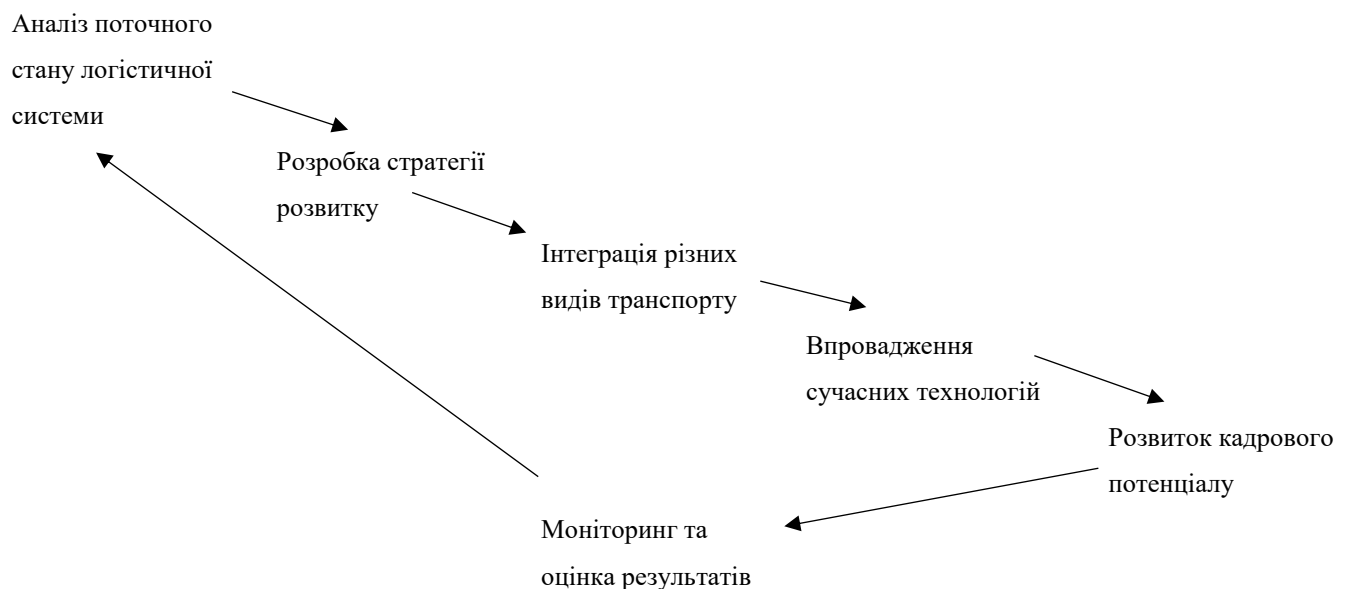 Аналіз поточного
стану логістичної
системи
Розробка стратегії
розвитку
Інтеграція різних
видів транспорту
Впровадження
сучасних технологій
Розвиток кадрового
потенціалу
Моніторинг та
оцінка результатів